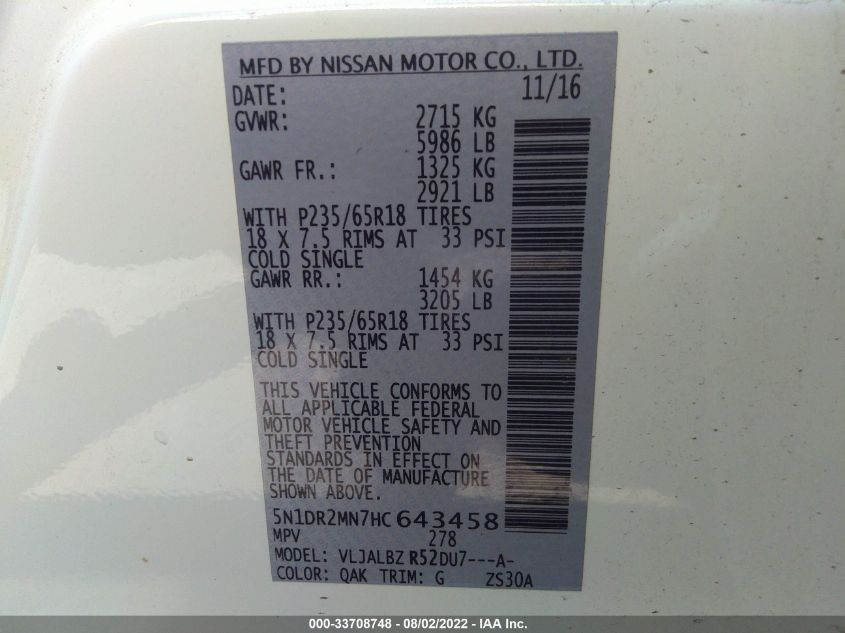 MFD BY NISSAN MOTOR CO., LTD.
DATE: 11/16
GVWR: 2715 KG
5986 LB
GAWR FR.: 1325 KG
2921 LB
WITH P235/65R18 TIRES
18 X 7.5 RIMS AT 33 PSI
COLD SINGLE
GAWR RR.: 1454 KG
3205 LB
WITH P235/65R18 TIRES
18 X 7.5 RIMS AT 33 PSI
COLD SINGLE
THIS VEHICLE CONFORMS TO
ALL APPLICABLE FEDERAL
MOTOR VEHICLE SAFETY AND
THEFT PREVENTION
STANDARDS IN EFFECT ON
THE DATE OF MANUFACTURE
SHOWN ABOVE.
5N1DR2MN7HC643458
MPV 278
MODEL: VLJALBZ R52DU7---A-
COLOR: QAK TRIM: G ZS30A
000-33708748 - 08/02/2022 - IAA Inc.